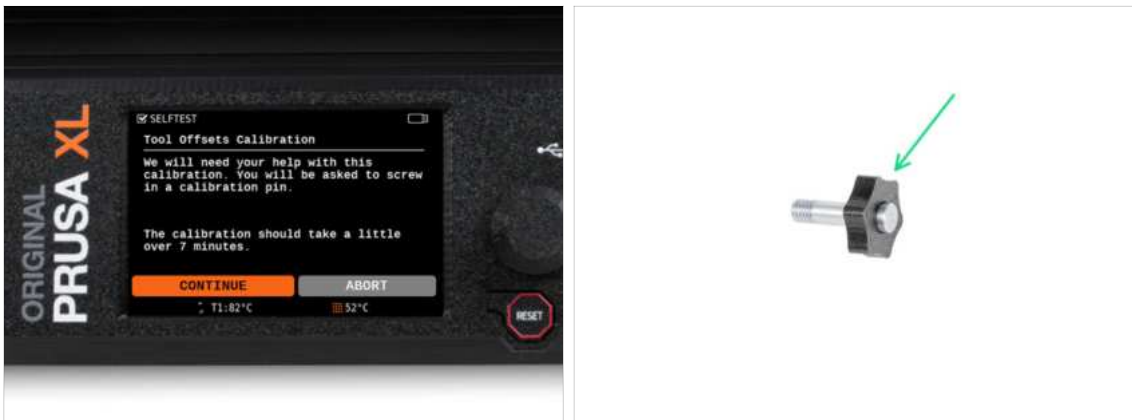 ORIGINAL
PRUSA XL
SELFTEST
Tool Offsets Calibration
We will need your help with this
calibration. You will be asked to screw
in a calibration pin.
The calibration should take a little
over 7 minutes.
CONTINUE
ABORT
T1:82°C
52°C
RESET